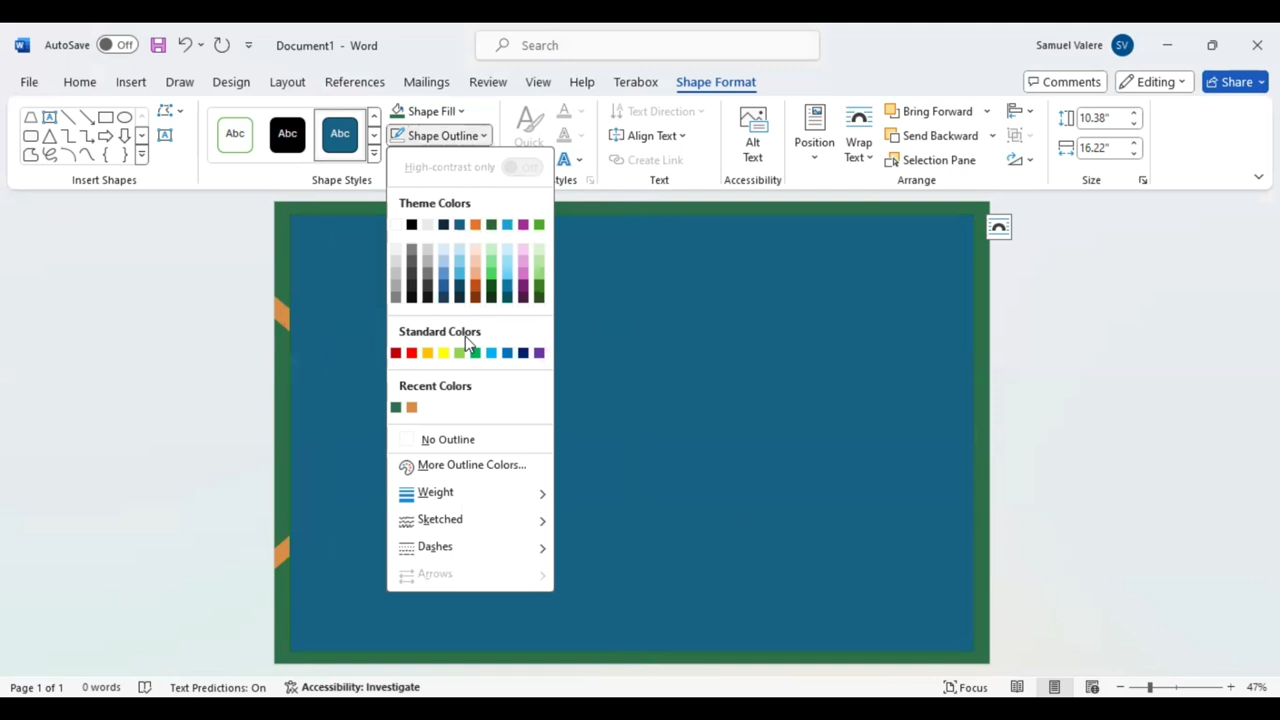 AutoSave Off Document1 - Word Search Samuel Valere SV
File Home Insert Draw Design Layout References Mailings Review View Help Terabox Shape Format Comments Editing Share
Abc Abc Abc Shape Fill Text Direction Bring Forward 10.38"
Shape Outline Quick Align Text Alt Text Position Wrap Text Send Backward
Create Link Selection Pane 16.22"
Insert Shapes Shape Styles yles Text Accessibility Arrange Size
High-contrast only Off
Theme Colors
Standard Colors
Recent Colors
No Outline
More Outline Colors...
Weight
Sketched
Dashes
Arrows
Page 1 of 1 0 words Text Predictions: On Accessibility: Investigate Focus 47%